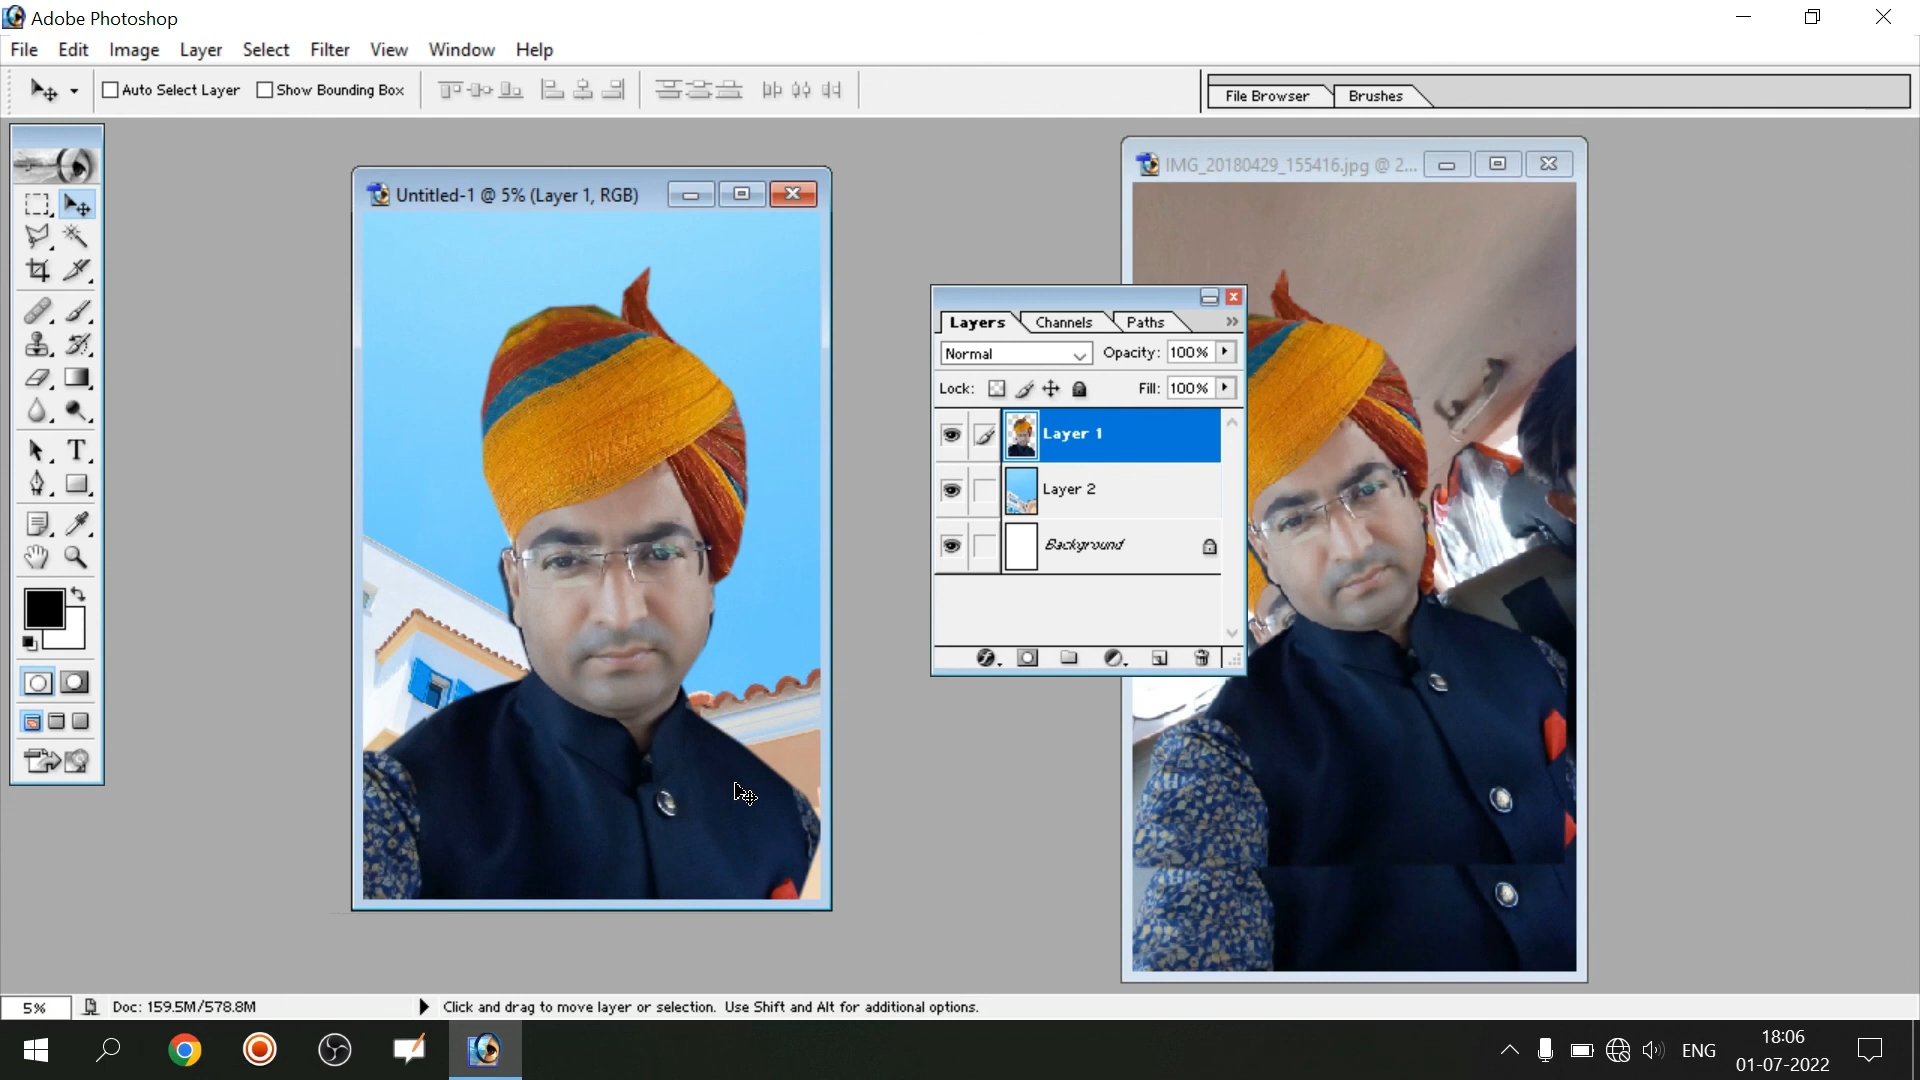 Adobe Photoshop
File Edit Image Layer Select Filter View Window Help
Auto Select Layer Show Bounding Box
File Browser Brushes
Untitled-1 @ 5% (Layer 1, RGB)
IMG_20180429_155416.jpg @ 2...
Layers Channels Paths
Normal Opacity: 100%
Lock: Fill: 100%
Layer 1
Layer 2
Background
T
5% Doc: 159.5M/578.8M Click and drag to move layer or selection. Use Shift and Alt for additional options.
ENG
18:06
01-07-2022